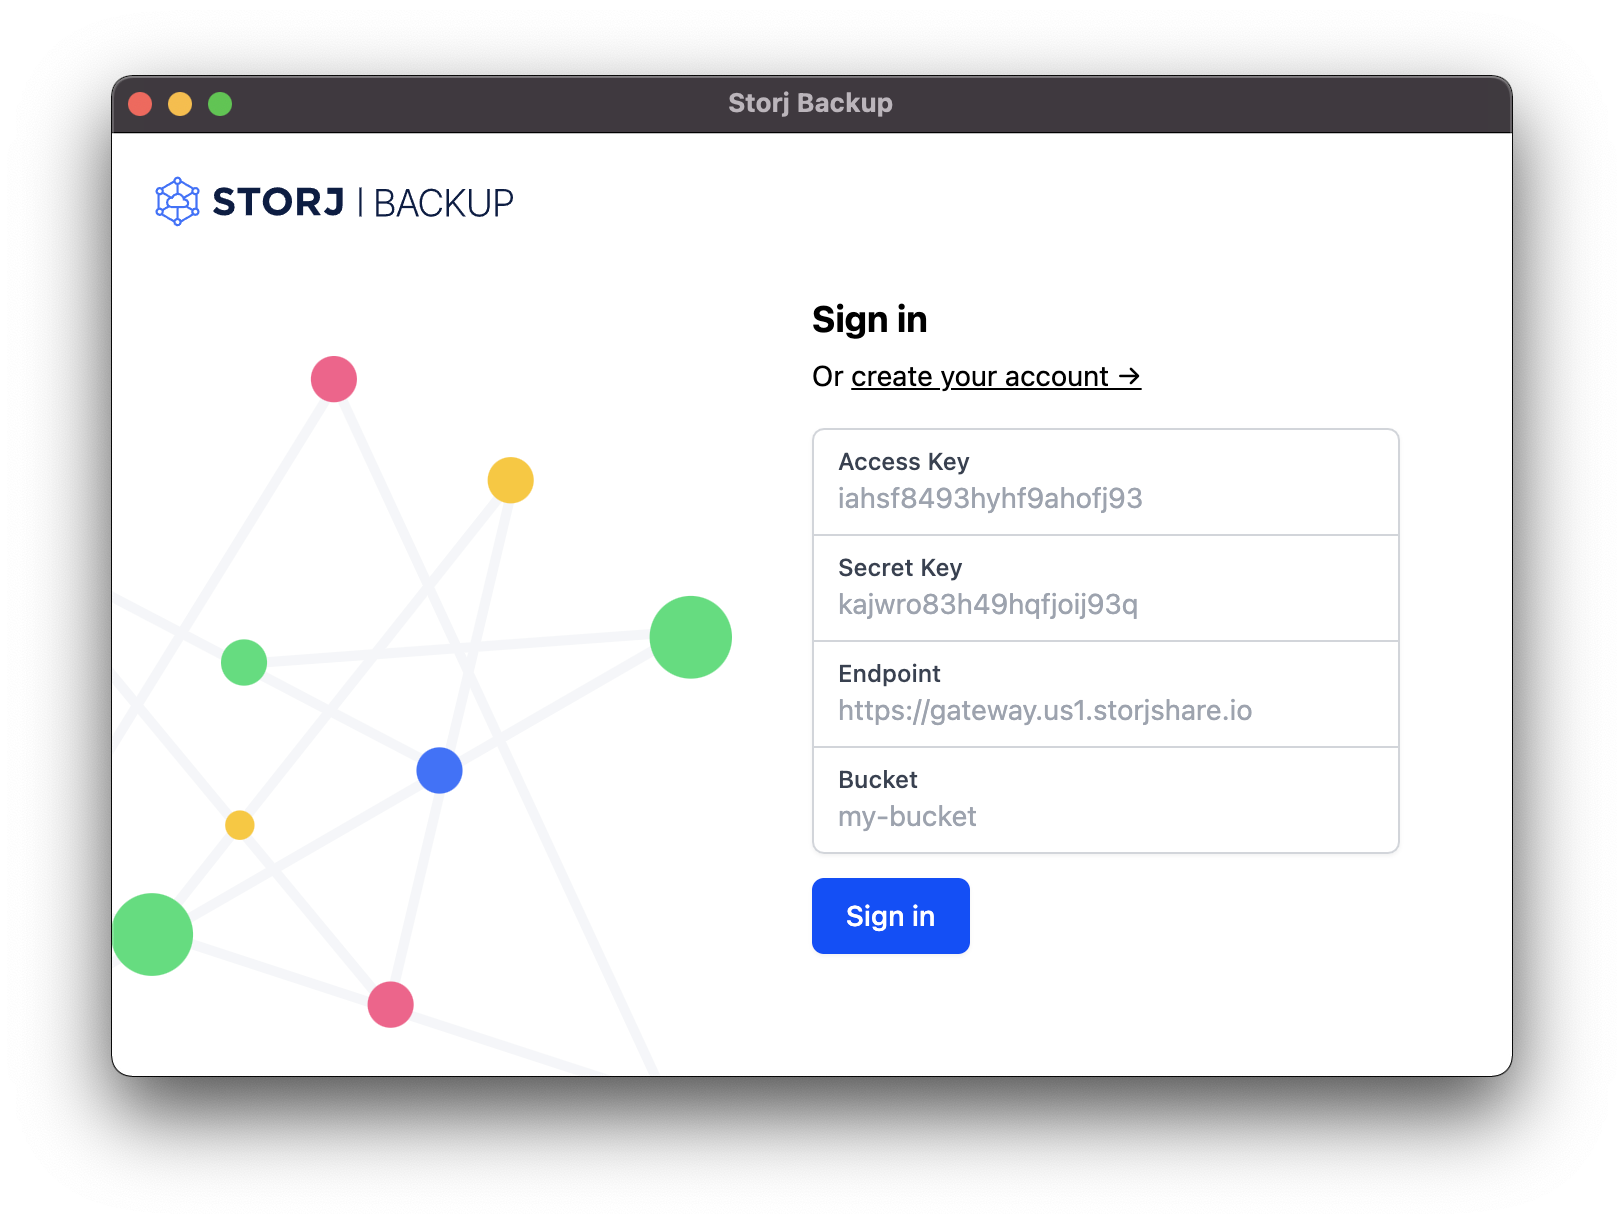 Storj Backup
STORJ | BACKUP
Sign in
Or create your account →
Access Key
iahsf8493hyhf9ahofj93
Secret Key
kajwro83h49hqfjoij93q
Endpoint
https://gateway.us1.storjshare.io
Bucket
my-bucket
Sign in